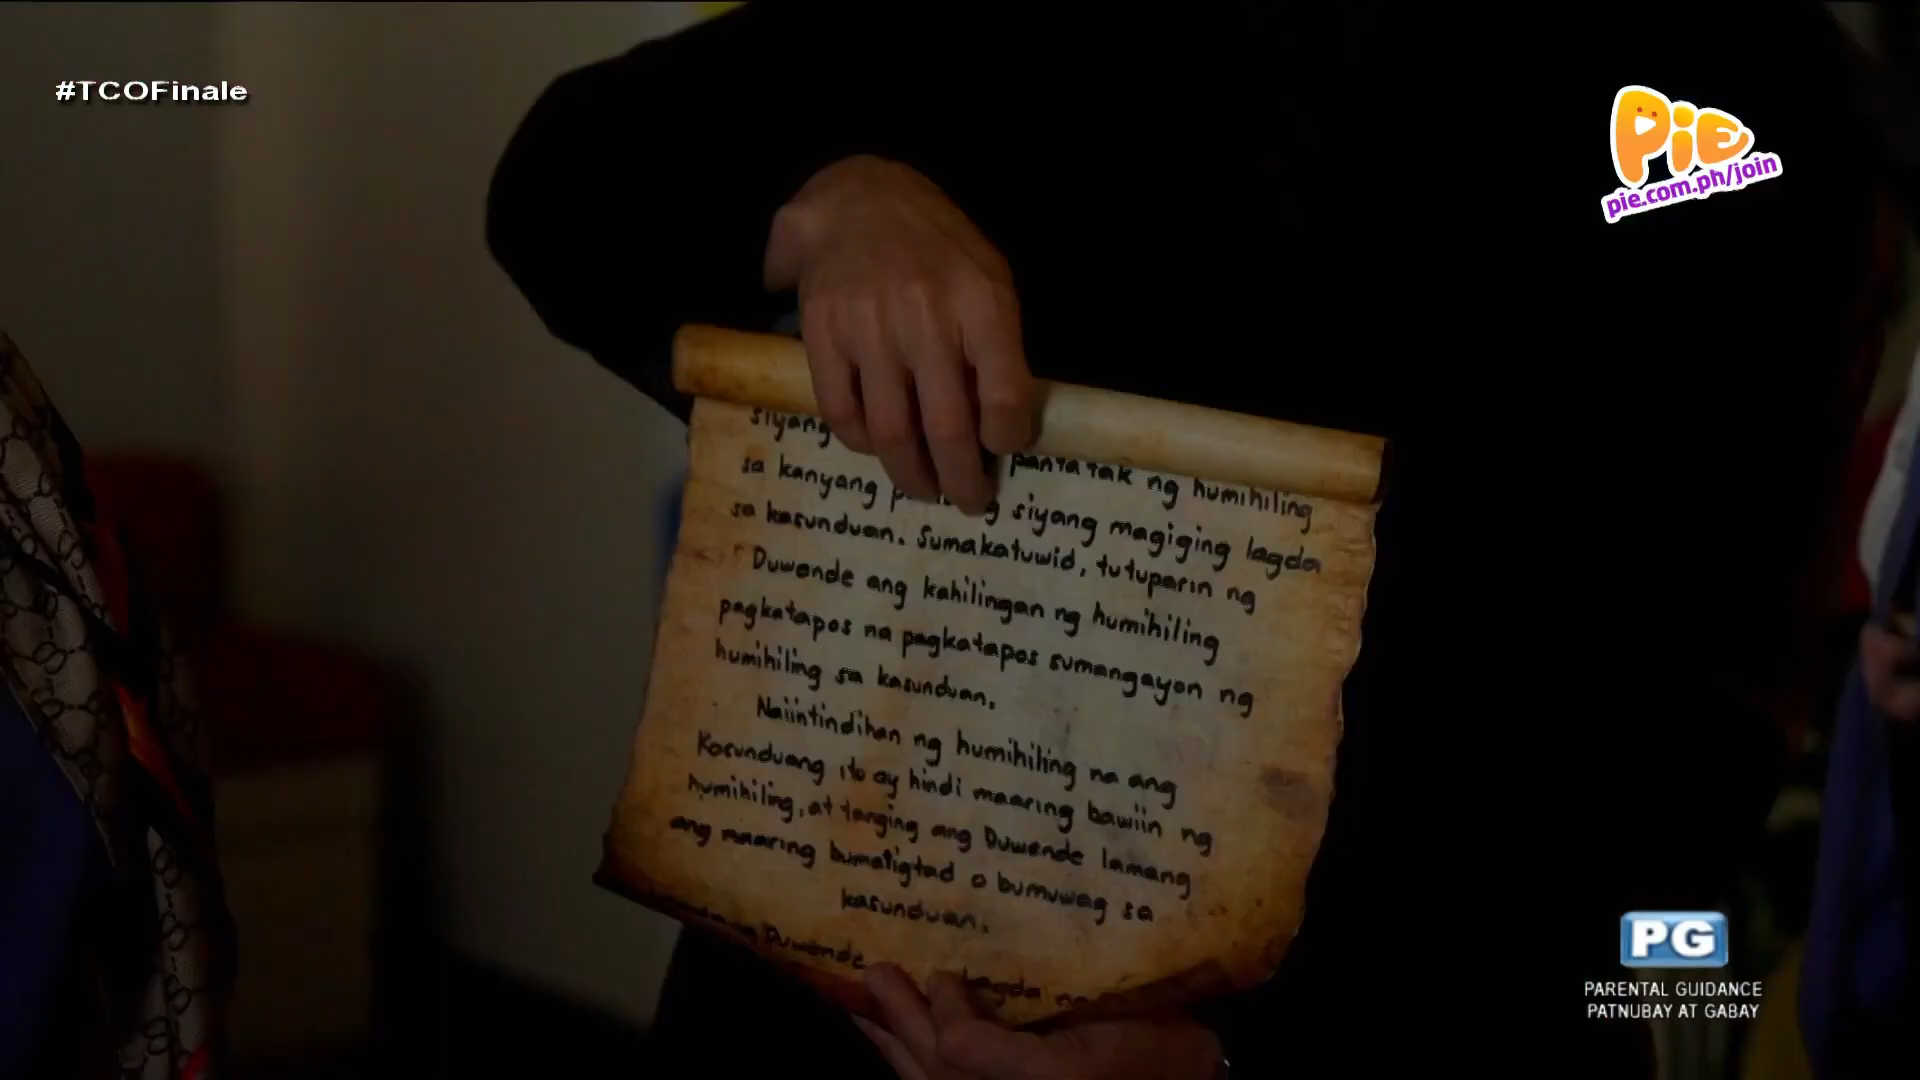 #TCOFinale
PiE
pie.com.ph/join
siyang pantatak ng humihiling
sa kanyang siyang magiging lagda
sa kasunduan. Sumakatuwid, tutuparin ng
Duwende ang kahilingan ng humihiling
pagkatapos na pagkatapos sumangayon ng
humihiling sa kasunduan.
Naiintindihan ng humihiling na ang
Kasunduang ito ay hindi maaring bawiin ng
humihiling, at tanging ang Duwende lamang
ang maaring bumaligtad o bumuwag sa
kasunduan.
Duwende Lagda
PG
PARENTAL GUIDANCE
PATNUBAY AT GABAY